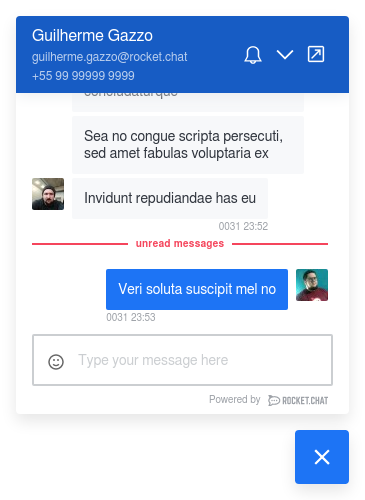 Guilherme Gazzo
guilherme.gazzo@rocket.chat
+55 99 99999 9999
Sea no congue scripta persecuti,
sed amet fabulas voluptaria ex
Invidunt repudiandae has eu
0031 23:52
unread messages
Veri soluta suscipit mel no
0031 23:53
Type your message here
Powered by ROCKET.CHAT